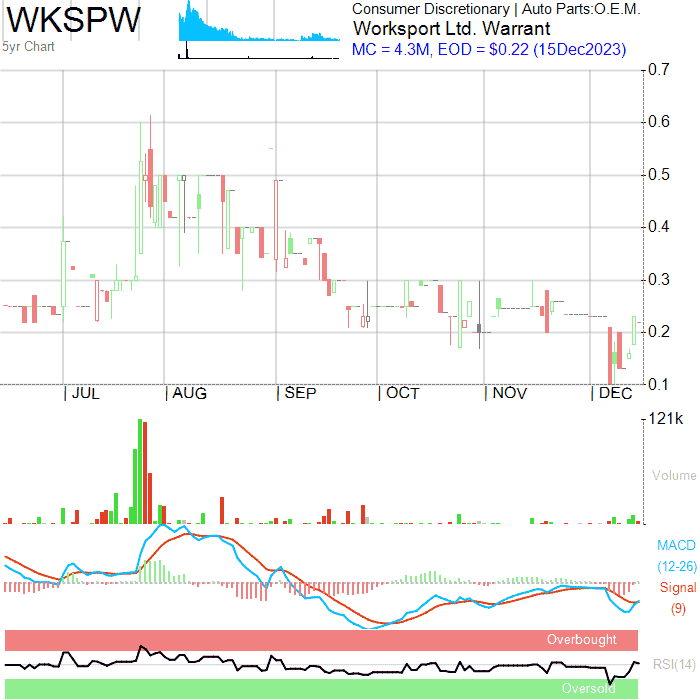 WKSPW
5yr Chart
Consumer Discretionary | Auto Parts:O.E.M.
Worksport Ltd. Warrant
MC = 4.3M, EOD = $0.22 (15Dec2023)
0.7
0.6
0.5
0.4
0.3
0.2
0.1
| JUL | AUG | SEP | OCT | NOV | DEC
121k
Volume
MACD
(12-26)
Signal
(9)
Overbought
RSI(14)
Oversold